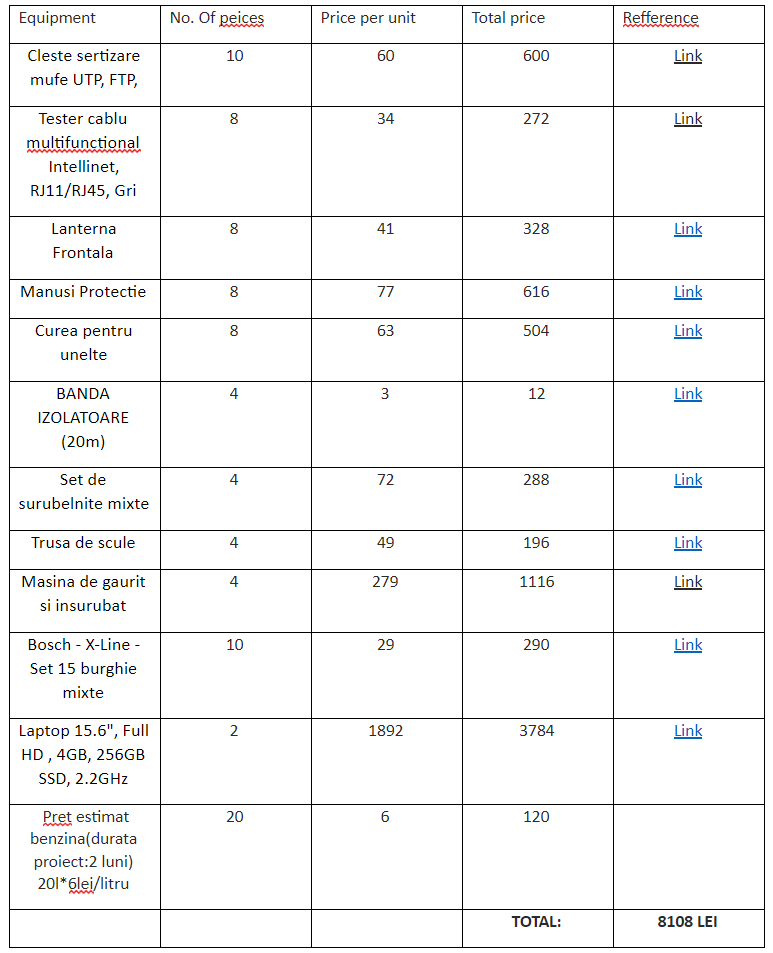 Equipment No. Of peices Price per unit Total price Refference
Cleste sertizare 10 60 600 Link
mufe UTP, FTP,
Tester cablu 8 34 272 Link
multifunctional
Intellinet,
RJ11/RJ45, Gri
Lanterna 8 41 328 Link
Frontala
Manusi Protectie 8 77 616 Link
Curea pentru 8 63 504 Link
unelte
BANDA 4 3 12 Link
IZOLATOARE
(20m)
Set de 4 72 288 Link
surubelnite mixte
Trusa de scule 4 49 196 Link
Masina de gaurit 4 279 1116 Link
si insurubat
Bosch - X-Line - 10 29 290 Link
Set 15 burghie
mixte
Laptop 15.6", Full 2 1892 3784 Link
HD , 4GB, 256GB
SSD, 2.2GHz
Pret estimat 20 6 120
benzina(durata
proiect:2 luni)
20l*6lei/litru
TOTAL: 8108 LEI